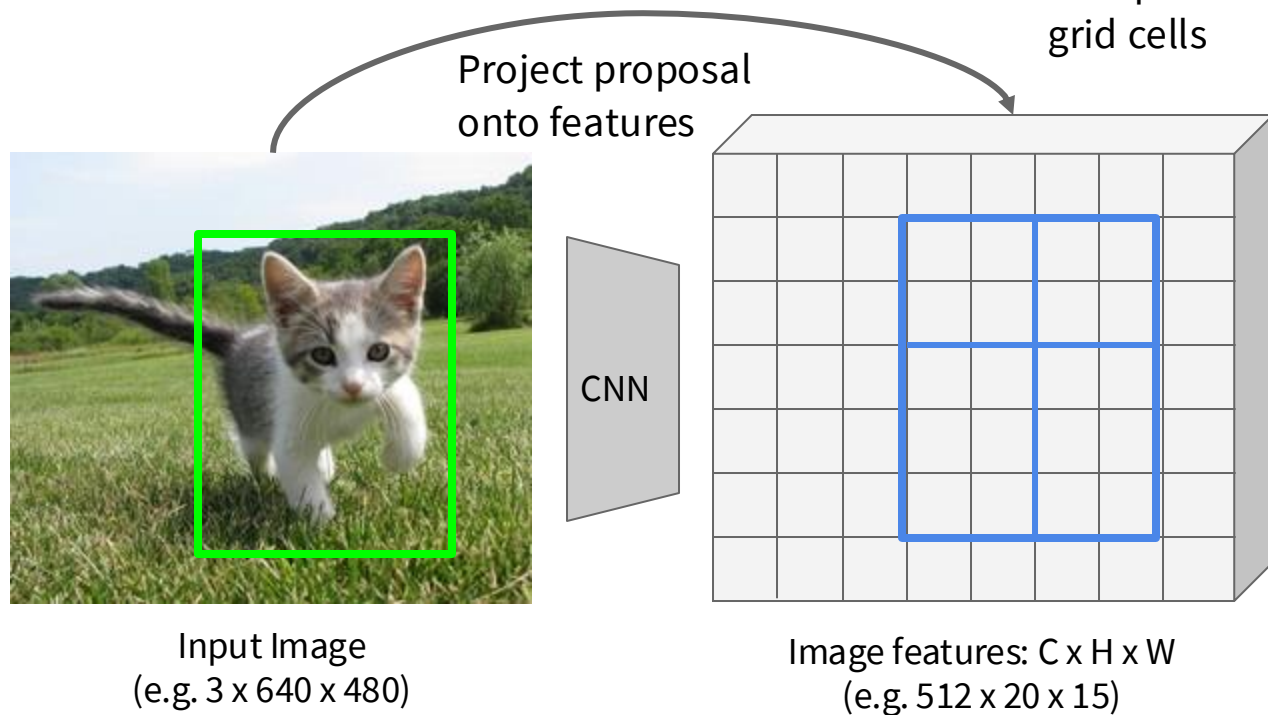 grid cells
Project proposal
onto features
CNN
Input Image
(e.g. 3 x 640 x 480)
Image features: C x H x W
(e.g. 512 x 20 x 15)